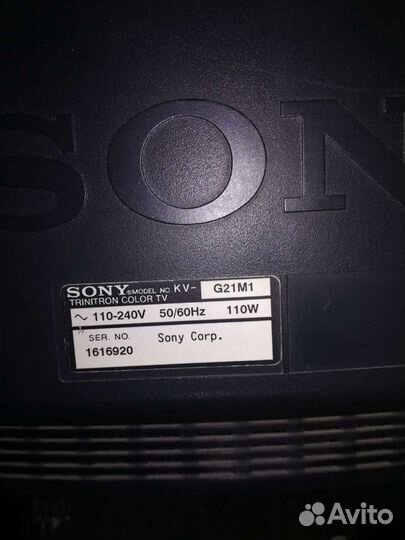 SON
SONY ®MODEL NO. KV- G21M1
TRINITRON COLOR TV
~ 110-240V 50/60Hz 110W
SER. NO. Sony Corp.
1616920
Avito